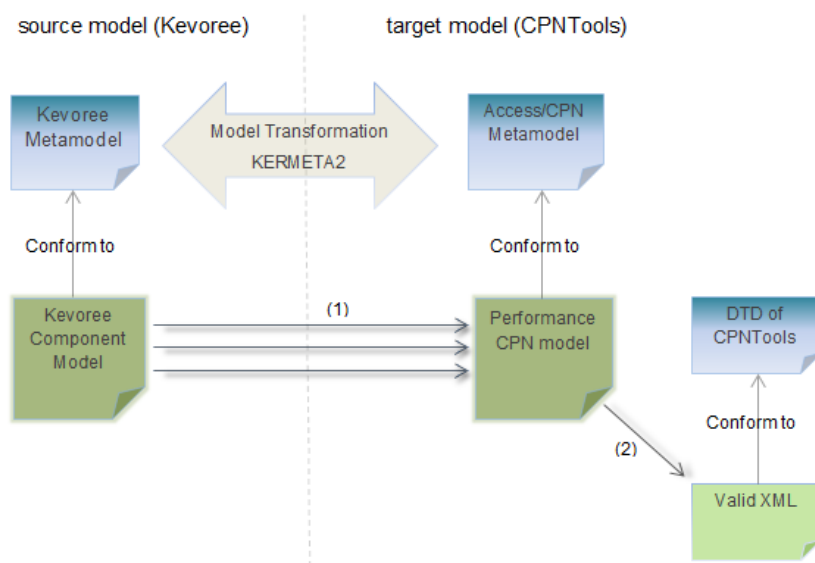 source model (Kevoree)
target model (CPNTools)
Kevoree
Metamodel
Model Transformation
KERMETA2
Access/CPN
Metamodel
Conform to
Conform to
Kevoree
Component
Model
(1)
Performance
CPN model
DTD of
CPNTools
Conform to
(2)
Valid XML